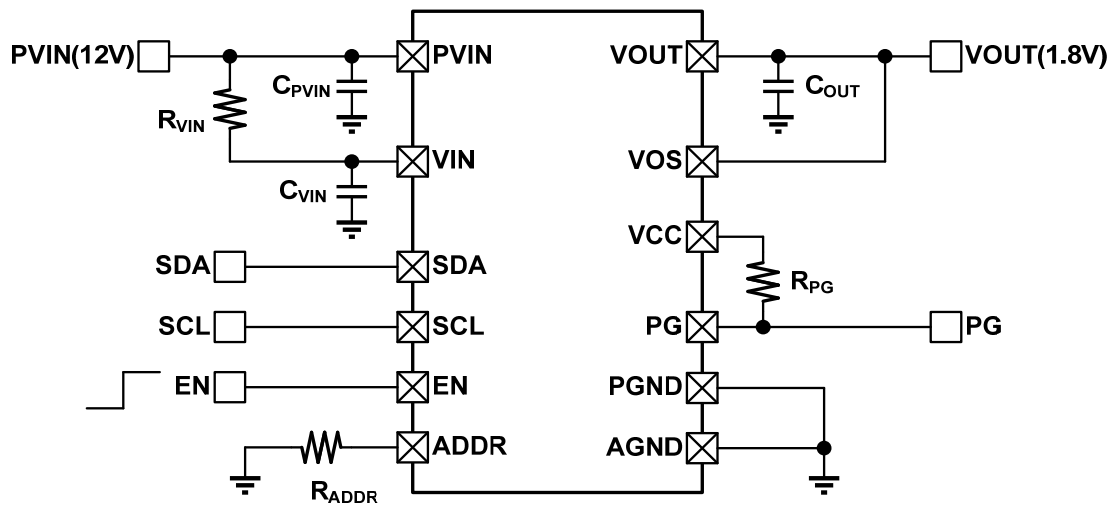 PVIN(12V)
PVIN
VOUT
VOUT(1.8V)
CPVIN
COUT
RVIN
VIN
VOS
CVIN
VCC
SDA
SDA
RPG
SCL
SCL
PG
PG
EN
EN
PGND
ADDR
AGND
RADDR